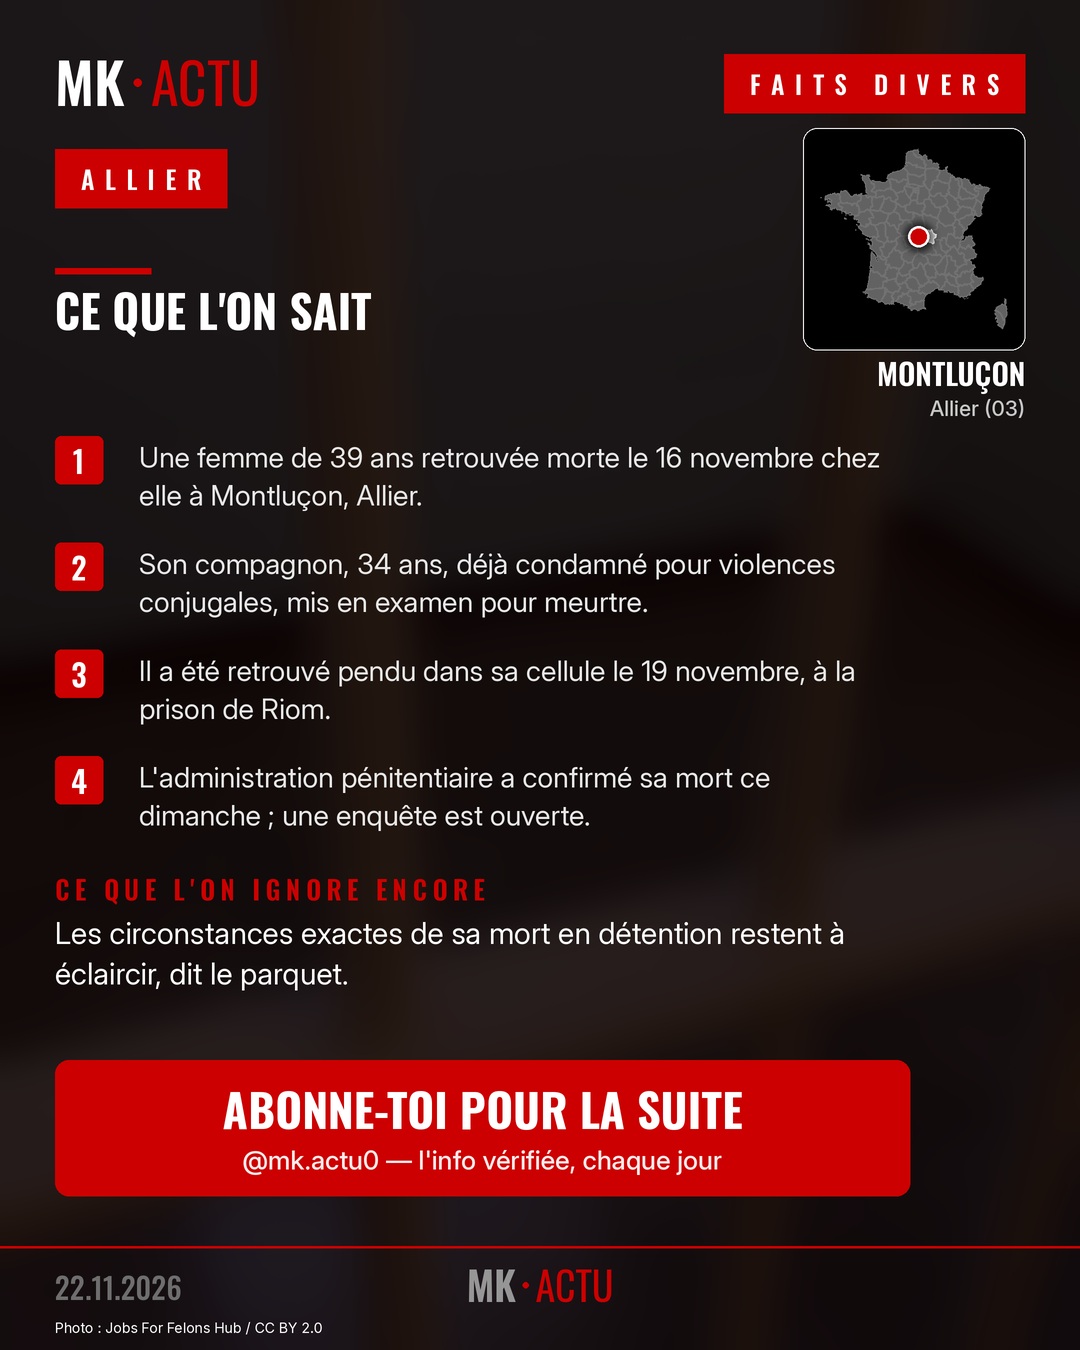 MK·ACTU
FAITS DIVERS
ALLIER
CE QUE L'ON SAIT
MONTLUÇON
Allier (03)
1
Une femme de 39 ans retrouvée morte le 16 novembre chez
elle à Montluçon, Allier.
2
Son compagnon, 34 ans, déjà condamné pour violences
conjugales, mis en examen pour meurtre.
3
Il a été retrouvé pendu dans sa cellule le 19 novembre, à la
prison de Riom.
4
L'administration pénitentiaire a confirmé sa mort ce
dimanche ; une enquête est ouverte.
CE QUE L'ON IGNORE ENCORE
Les circonstances exactes de sa mort en détention restent à
éclaircir, dit le parquet.
ABONNE-TOI POUR LA SUITE
@mk.actu0 — l'info vérifiée, chaque jour
22.11.2026
MK·ACTU
Photo : Jobs For Felons Hub / CC BY 2.0